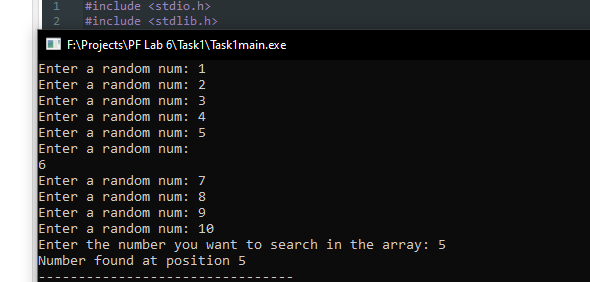 1 #include <stdio.h>
2 #include <stdlib.h>
F:\Projects\PF Lab 6\Task1\Task1main.exe
Enter a random num: 1
Enter a random num: 2
Enter a random num: 3
Enter a random num: 4
Enter a random num: 5
Enter a random num:
6
Enter a random num: 7
Enter a random num: 8
Enter a random num: 9
Enter a random num: 10
Enter the number you want to search in the array: 5
Number found at position 5
--------------------------------